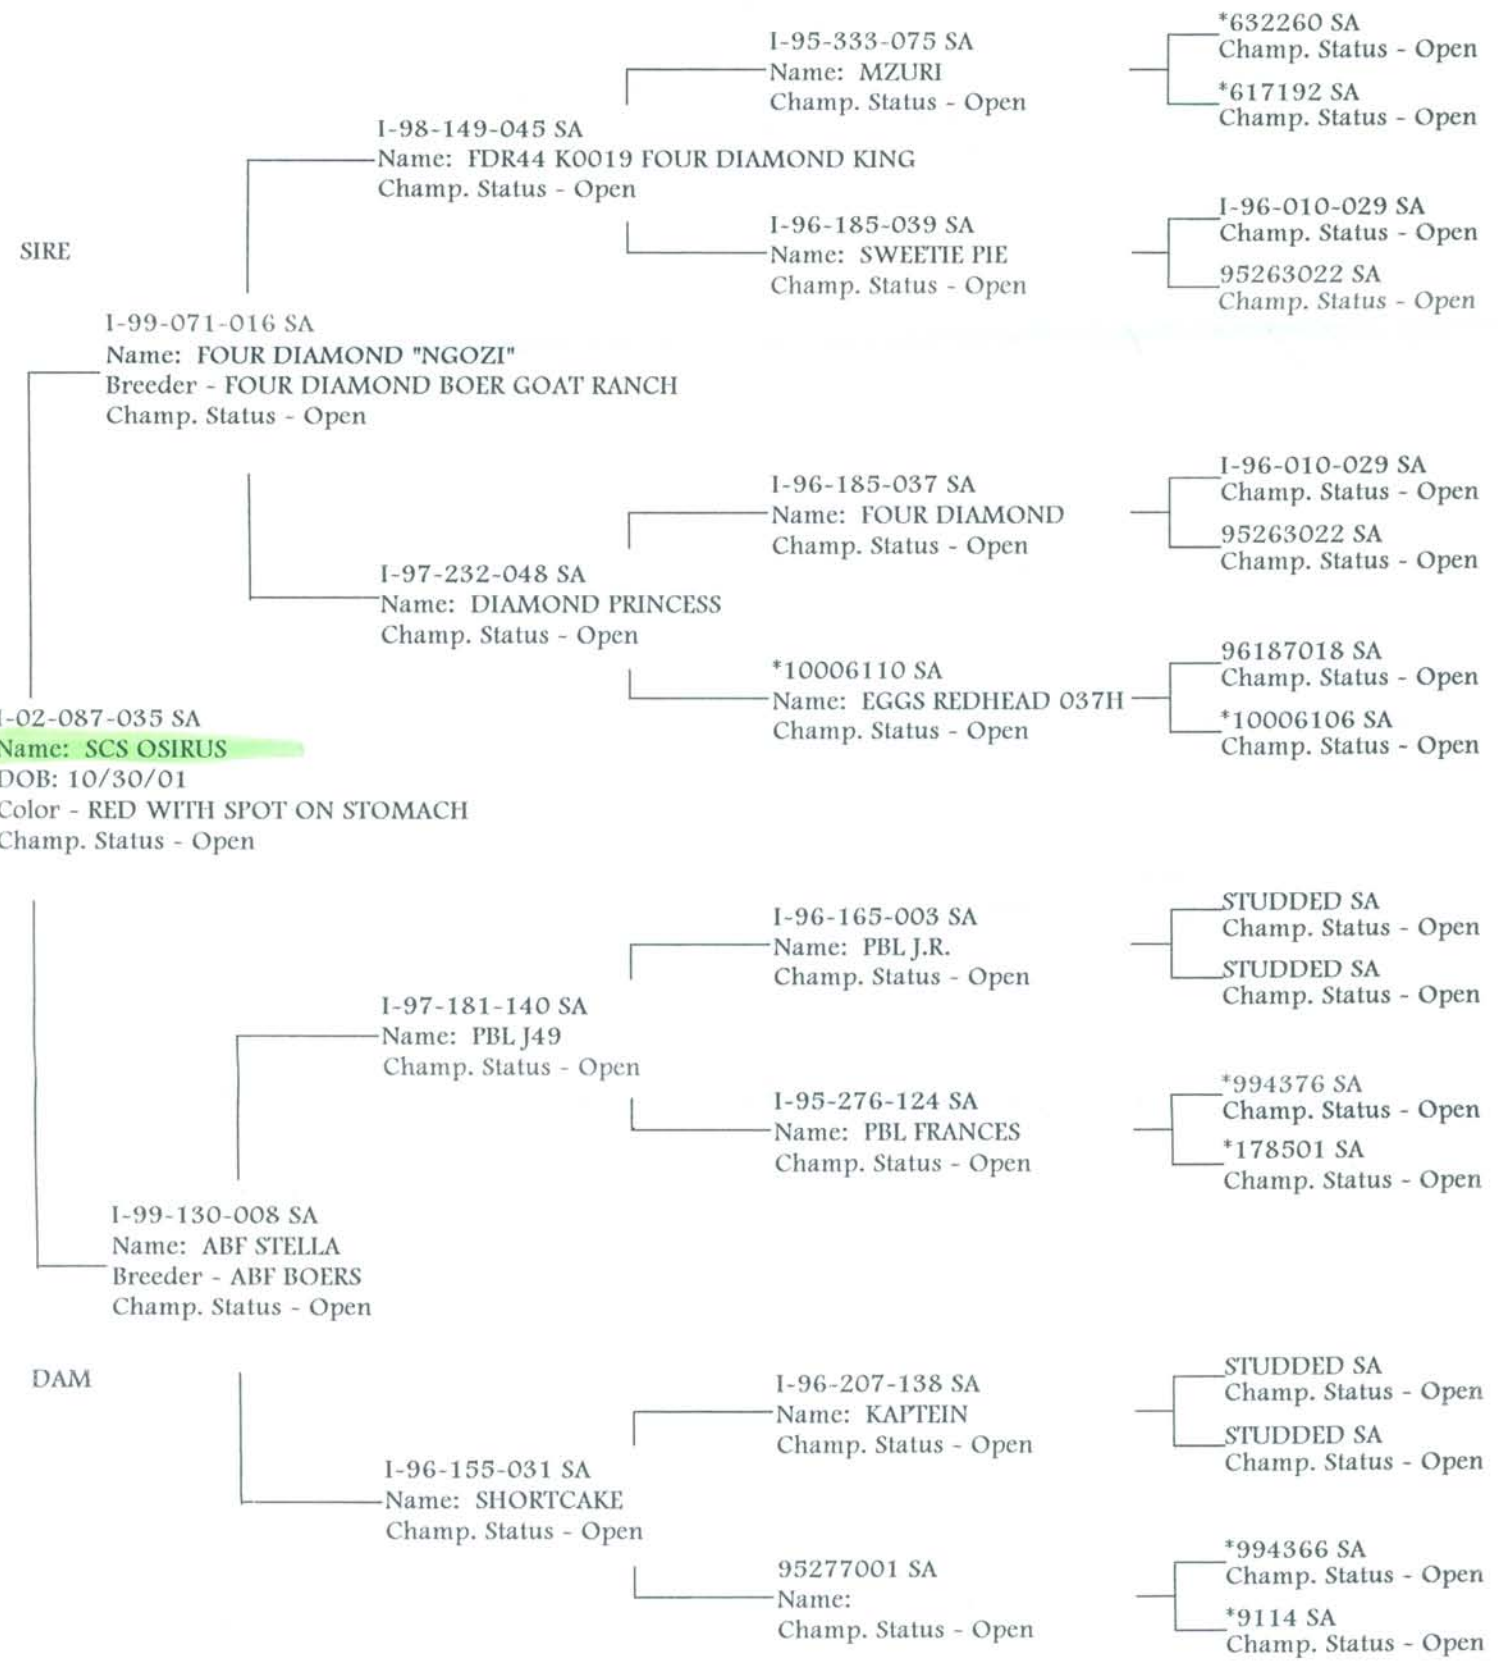 *632260 SA
Champ. Status - Open
I-95-333-075 SA
Name: MZURI
Champ. Status - Open
*617192 SA
Champ. Status - Open
I-98-149-045 SA
Name: FDR44 K0019 FOUR DIAMOND KING
Champ. Status - Open
I-96-010-029 SA
Champ. Status - Open
I-96-185-039 SA
Name: SWEETIE PIE
Champ. Status - Open
95263022 SA
Champ. Status - Open
SIRE
I-99-071-016 SA
Name: FOUR DIAMOND "NGOZI"
Breeder - FOUR DIAMOND BOER GOAT RANCH
Champ. Status - Open
I-96-010-029 SA
Champ. Status - Open
I-96-185-037 SA
Name: FOUR DIAMOND
Champ. Status - Open
95263022 SA
Champ. Status - Open
I-97-232-048 SA
Name: DIAMOND PRINCESS
Champ. Status - Open
96187018 SA
Champ. Status - Open
*10006110 SA
Name: EGGS REDHEAD 037H
Champ. Status - Open
*10006106 SA
Champ. Status - Open
I-02-087-035 SA
Name: SCS OSIRUS
DOB: 10/30/01
Color - RED WITH SPOT ON STOMACH
Champ. Status - Open
STUDDED SA
Champ. Status - Open
I-96-165-003 SA
Name: PBL J.R.
Champ. Status - Open
STUDDED SA
Champ. Status - Open
I-97-181-140 SA
Name: PBL J49
Champ. Status - Open
*994376 SA
Champ. Status - Open
I-95-276-124 SA
Name: PBL FRANCES
Champ. Status - Open
*178501 SA
Champ. Status - Open
I-99-130-008 SA
Name: ABF STELLA
Breeder - ABF BOERS
Champ. Status - Open
DAM
STUDDED SA
Champ. Status - Open
I-96-207-138 SA
Name: KAPTEIN
Champ. Status - Open
STUDDED SA
Champ. Status - Open
I-96-155-031 SA
Name: SHORTCAKE
Champ. Status - Open
*994366 SA
Champ. Status - Open
95277001 SA
Name:
Champ. Status - Open
*9114 SA
Champ. Status - Open